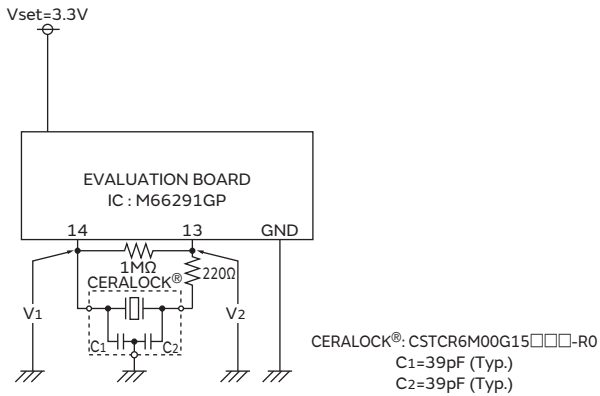 Vset=3.3V
EVALUATION BOARD
IC : M66291GP
14 13 GND
1MΩ
220Ω
CERALOCK®
V1 V2
C1 C2
CERALOCK®: CSTCR6M00G15□□□-R0
C1=39pF (Typ.)
C2=39pF (Typ.)